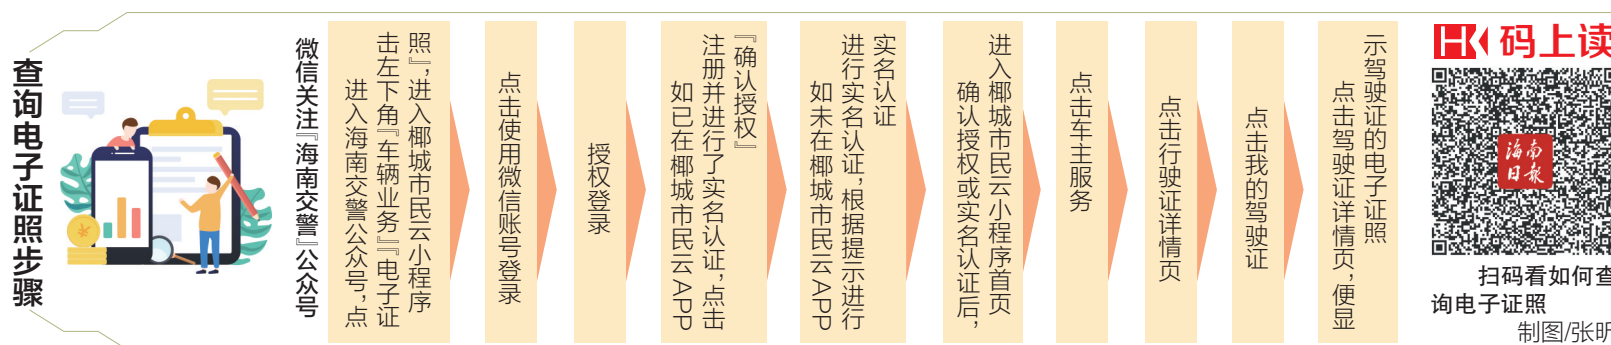 查询电子证照步骤
微信关注『海南交警』公众号
进入海南交警公众号,点
击左下角『车辆业务』『电子证
照』,进入椰城市民云小程序
点击使用微信账号登录
授权登录
如已在椰城市民云APP
注册并进行了实名认证,点击
『确认授权』
如未在椰城市民云APP
进行实名认证,根据提示进行
实名认证
确认授权或实名认证后,
进入椰城市民云小程序首页
点击车主服务
点击行驶证详情页
点击我的驾驶证
点击驾驶证详情页,便显
示驾驶证的电子证照
码上读
海南
日报
扫码看如何查
询电子证照
制图/张